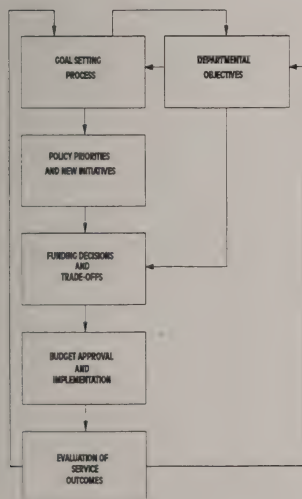 GOAL SETTING
PROCESS
DEPARTMENTAL
OBJECTIVES
POLICY PRIORITIES
AND NEW INITIATIVES
FUNDING DECISIONS
AND
TRADE-OFFS
BUDGET APPROVAL
AND
IMPLEMENTATION
EVALUATION OF
SERVICE
OUTCOMES